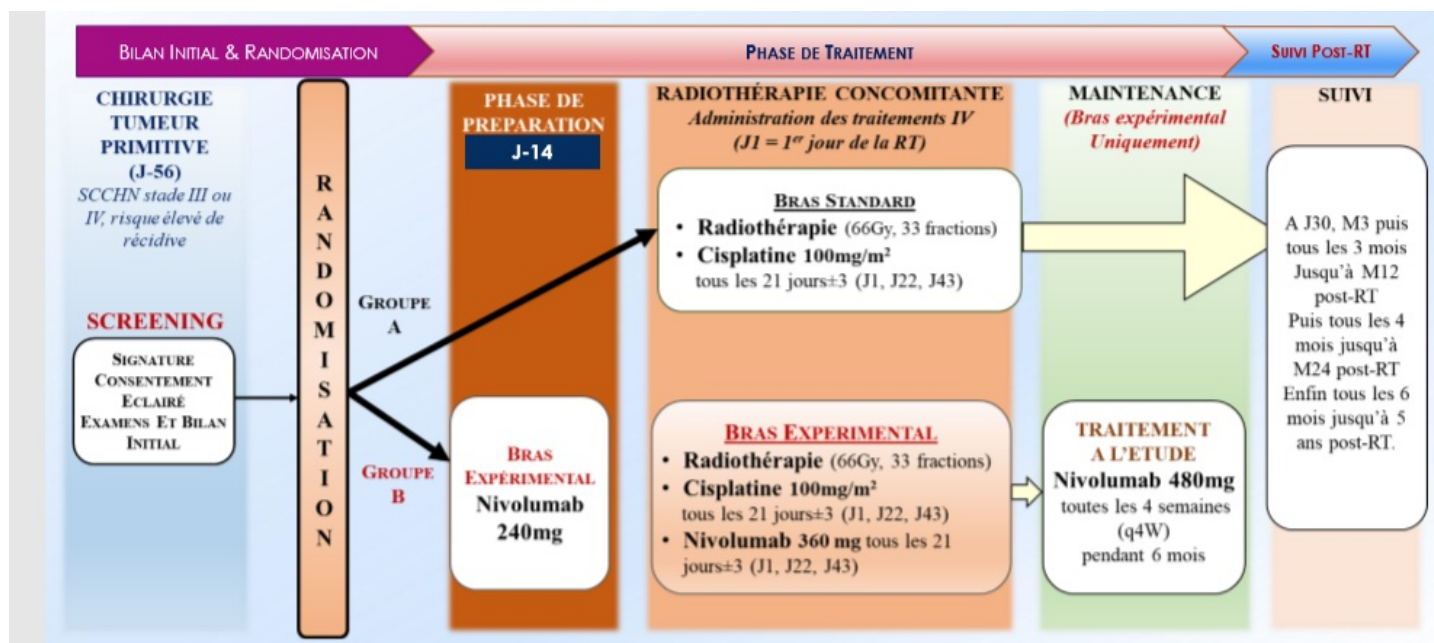 BILAN INITIAL & RANDOMISATION
PHASE DE TRAITEMENT
SUIVI POST-RT
CHIRURGIE
TUMEUR
PRIMITIVE
(J-56)
SCCHN stade III ou
IV, risque élevé de
récidive
SCREENING
SIGNATURE
CONSENTEMENT
ECLAIRÉ
EXAMENS ET BILAN
INITIAL
R
A
N
D
O
M
I
S
A
T
I
O
N
GROUPE
A
GROUPE
B
PHASE DE
PREPARATION
J-14
BRAS
EXPÉRIMENTAL
Nivolumab
240mg
RADIOTHÉRAPIE CONCOMITANTE
Administration des traitements IV
(J1 = 1er jour de la RT)
BRAS STANDARD
• Radiothérapie (66Gy, 33 fractions)
• Cisplatine 100mg/m²
tous les 21 jours±3 (J1, J22, J43)
BRAS EXPERIMENTAL
• Radiothérapie (66Gy, 33 fractions)
• Cisplatine 100mg/m²
tous les 21 jours±3 (J1, J22, J43)
• Nivolumab 360 mg tous les 21
jours±3 (J1, J22, J43)
MAINTENANCE
(Bras expérimental
Uniquement)
TRAITEMENT
A L'ETUDE
Nivolumab 480mg
toutes les 4 semaines
(q4W)
pendant 6 mois
SUIVI
A J30, M3 puis
tous les 3 mois
Jusqu'à M12
post-RT
Puis tous les 4
mois jusqu'à
M24 post-RT
Enfin tous les 6
mois jusqu'à 5
ans post-RT.